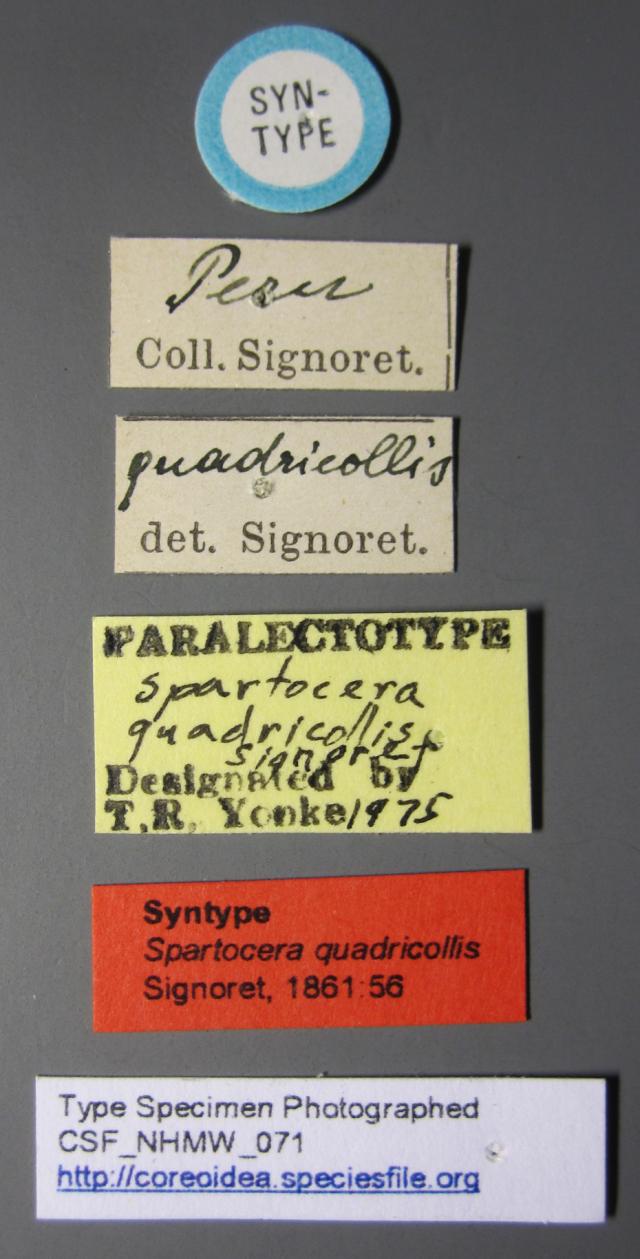 SYN-
TYPE
Peru
Coll. Signoret.
quadricollis
det. Signoret.
PARALECTOTYPE
Spartocera
quadricollis
Signoret
Designated by
T.R. Yonke 1975
Syntype
Spartocera quadricollis
Signoret, 1861:56
Type Specimen Photographed
CSF_NHMW_071
http://coreoidea.speciesfile.org